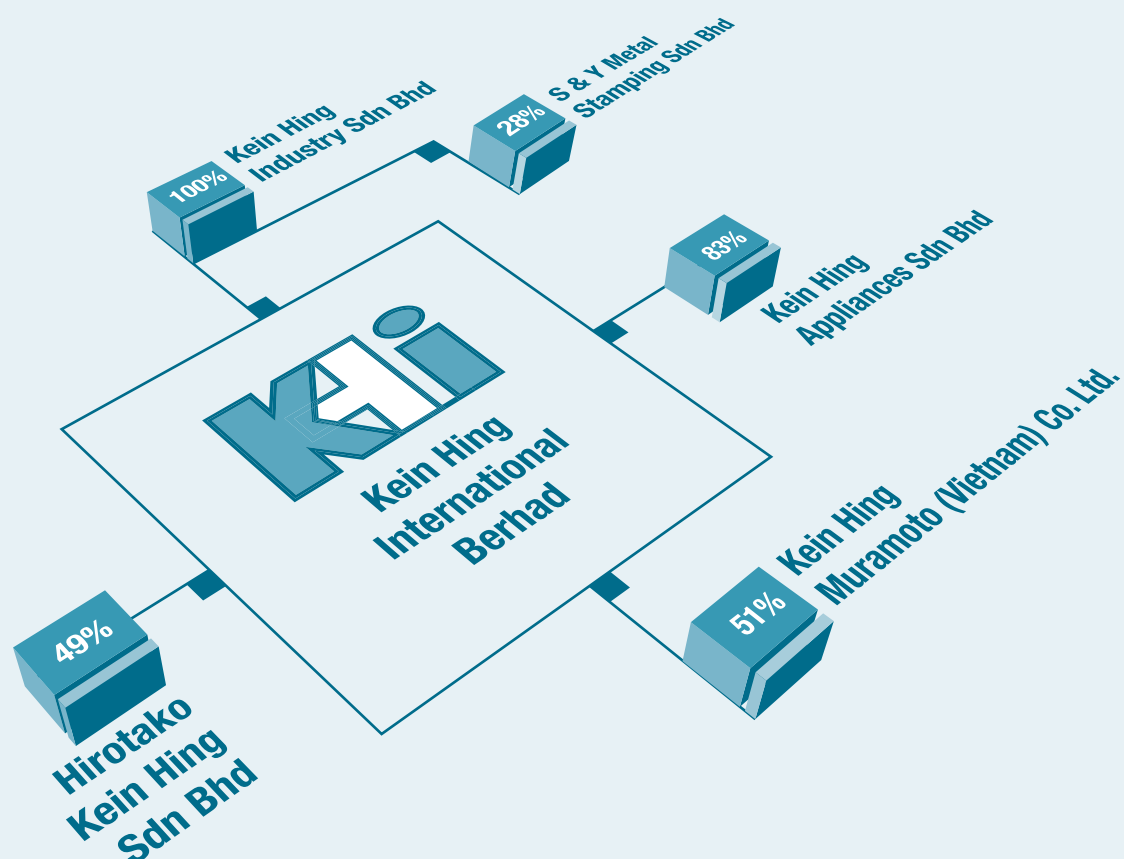 100%
Kein Hing
Industry Sdn Bhd
28%
S & Y Metal
Stamping Sdn Bhd
83%
Kein Hing
Appliances Sdn Bhd
KHi
Kein Hing
International
Berhad
51%
Kein Hing
Muramoto (Vietnam) Co. Ltd.
49%
Hirotako
Kein Hing
Sdn Bhd